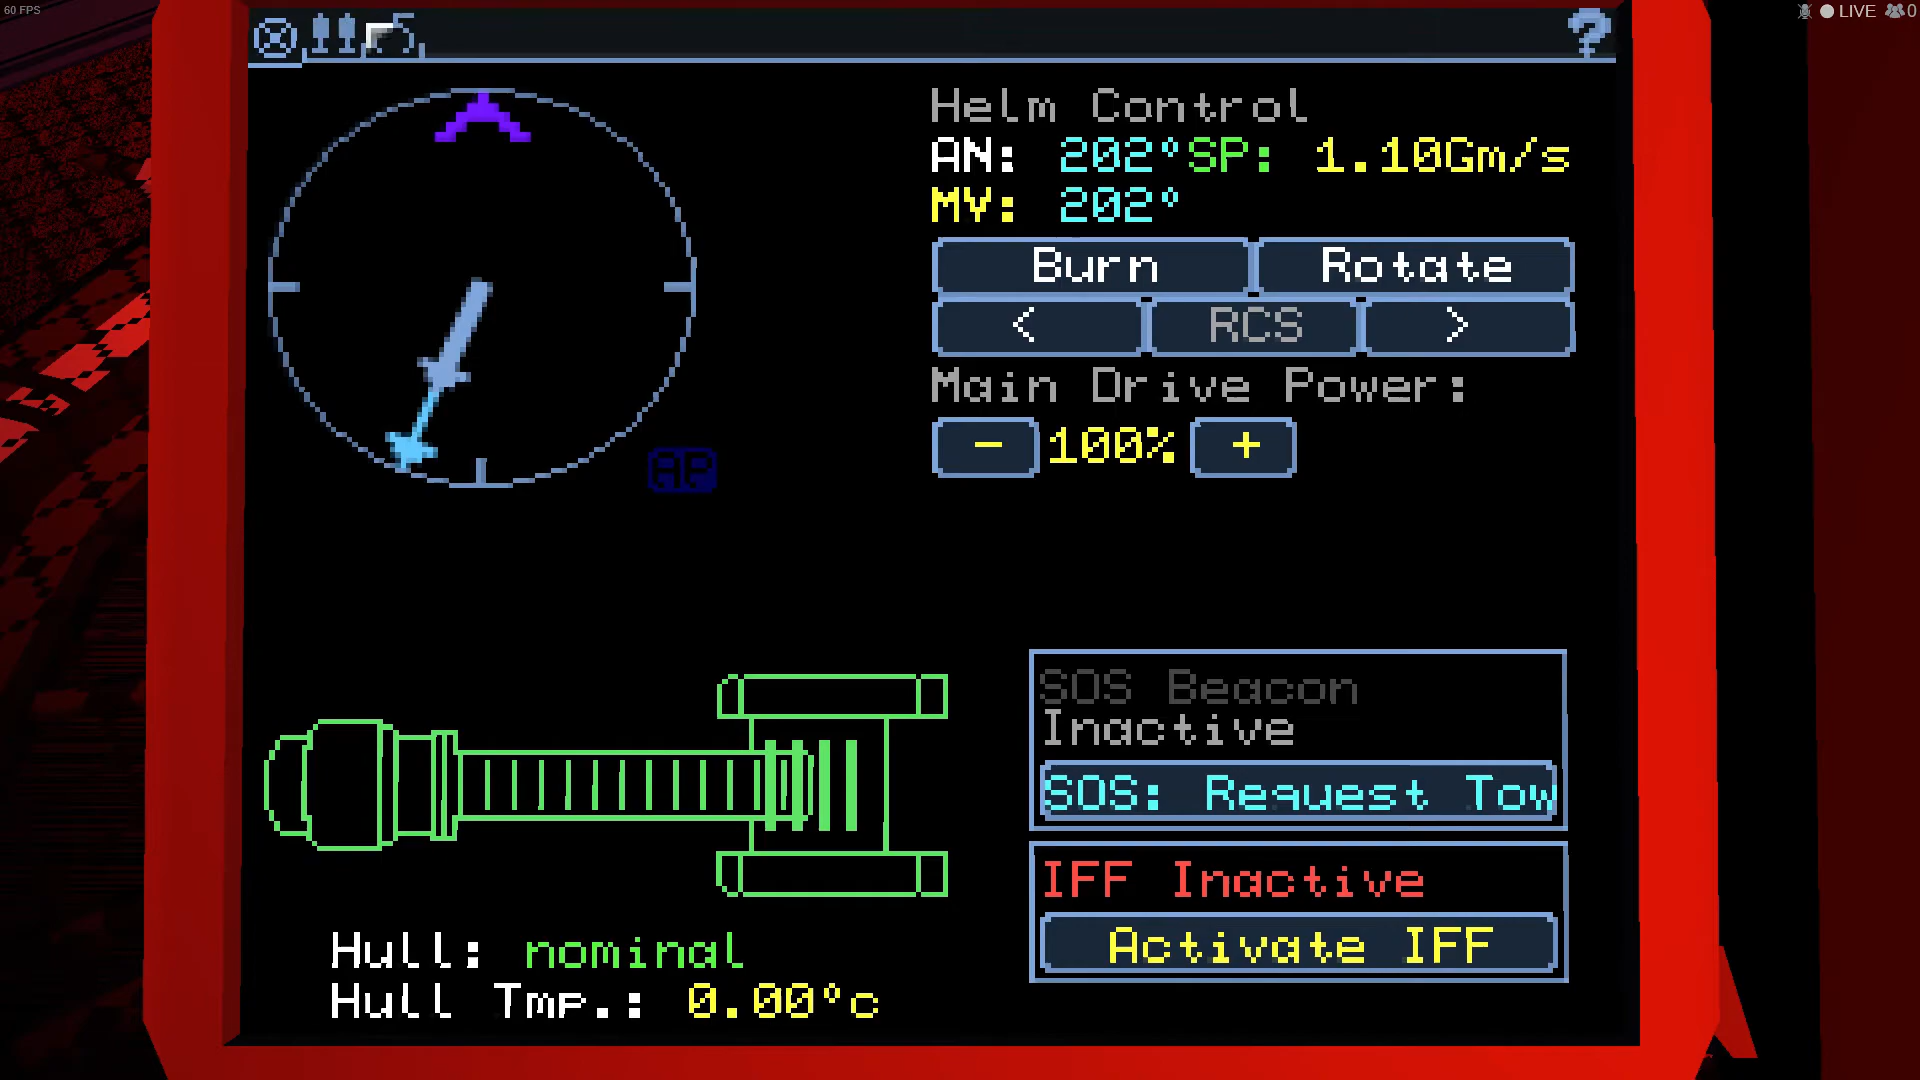 60 FPS
LIVE 0
?
Helm Control
AN: 202° SP: 1.10Gm/s
MV: 202°
Burn Rotate
< RCS >
Main Drive Power:
- 100% +
AP
SOS Beacon
Inactive
SOS: Request Tow
IFF Inactive
Activate IFF
Hull: nominal
Hull Tmp.: 0.00°c